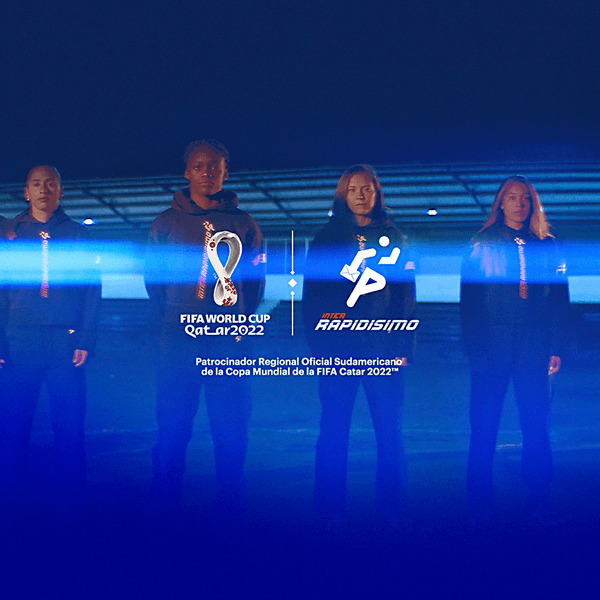 FIFA WORLD CUP
Qatar2022
INTER
RAPIDISIMO
Patrocinador Regional Oficial Sudamericano
de la Copa Mundial de la FIFA Catar 2022™